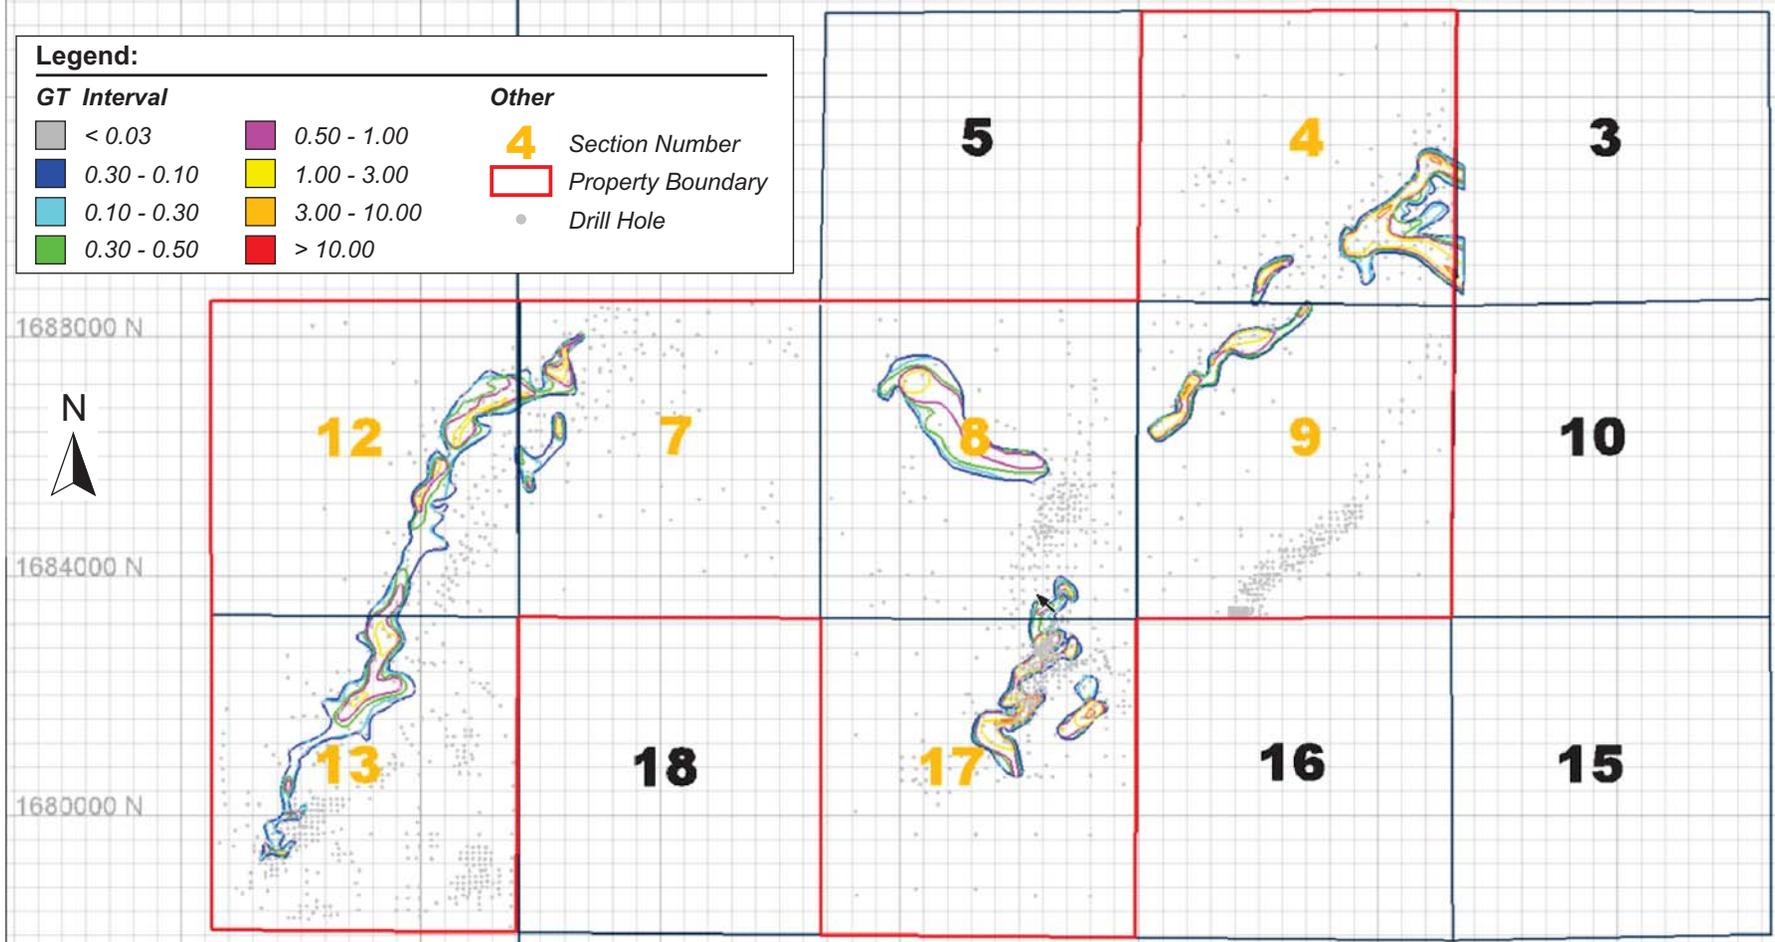 Legend:
GT Interval
Other
< 0.03
0.30 - 0.10
0.10 - 0.30
0.30 - 0.50
0.50 - 1.00
1.00 - 3.00
3.00 - 10.00
> 10.00
4 Section Number
Property Boundary
Drill Hole
5
4
3
1688000 N
N
12
7
8
9
10
1684000 N
13
18
17
16
15
1680000 N